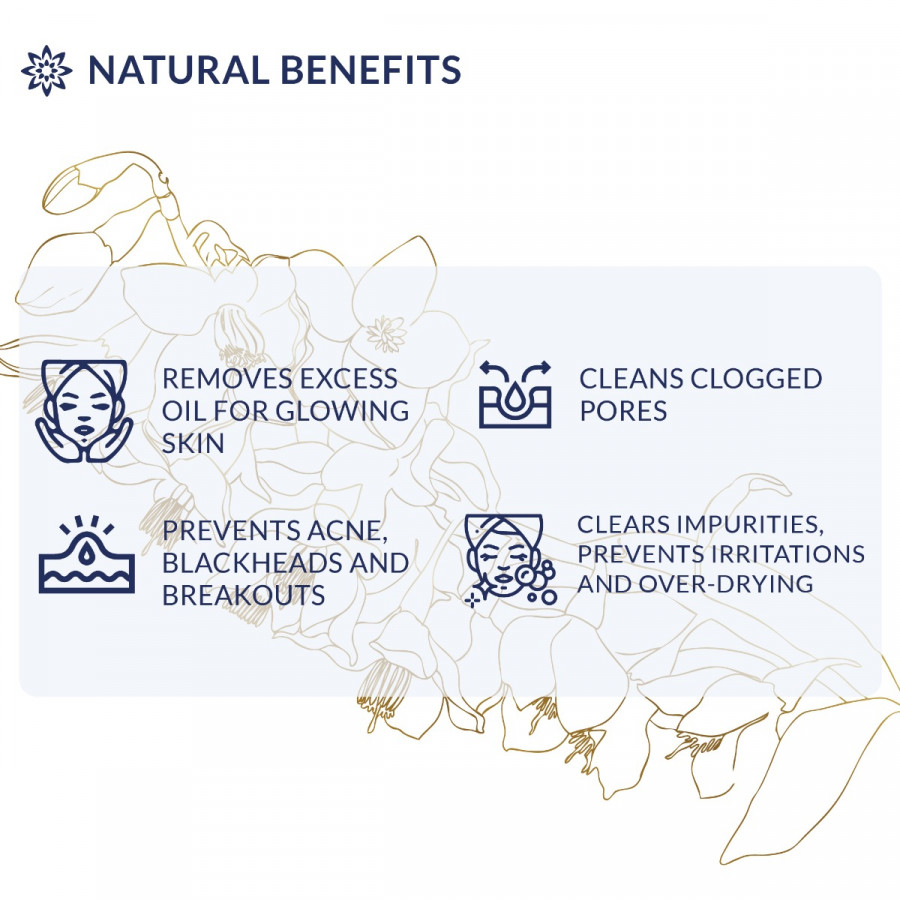 NATURAL BENEFITS
REMOVES EXCESS
OIL FOR GLOWING
SKIN
CLEANS CLOGGED
PORES
PREVENTS ACNE,
BLACKHEADS AND
BREAKOUTS
CLEARS IMPURITIES,
PREVENTS IRRITATIONS
AND OVER-DRYING